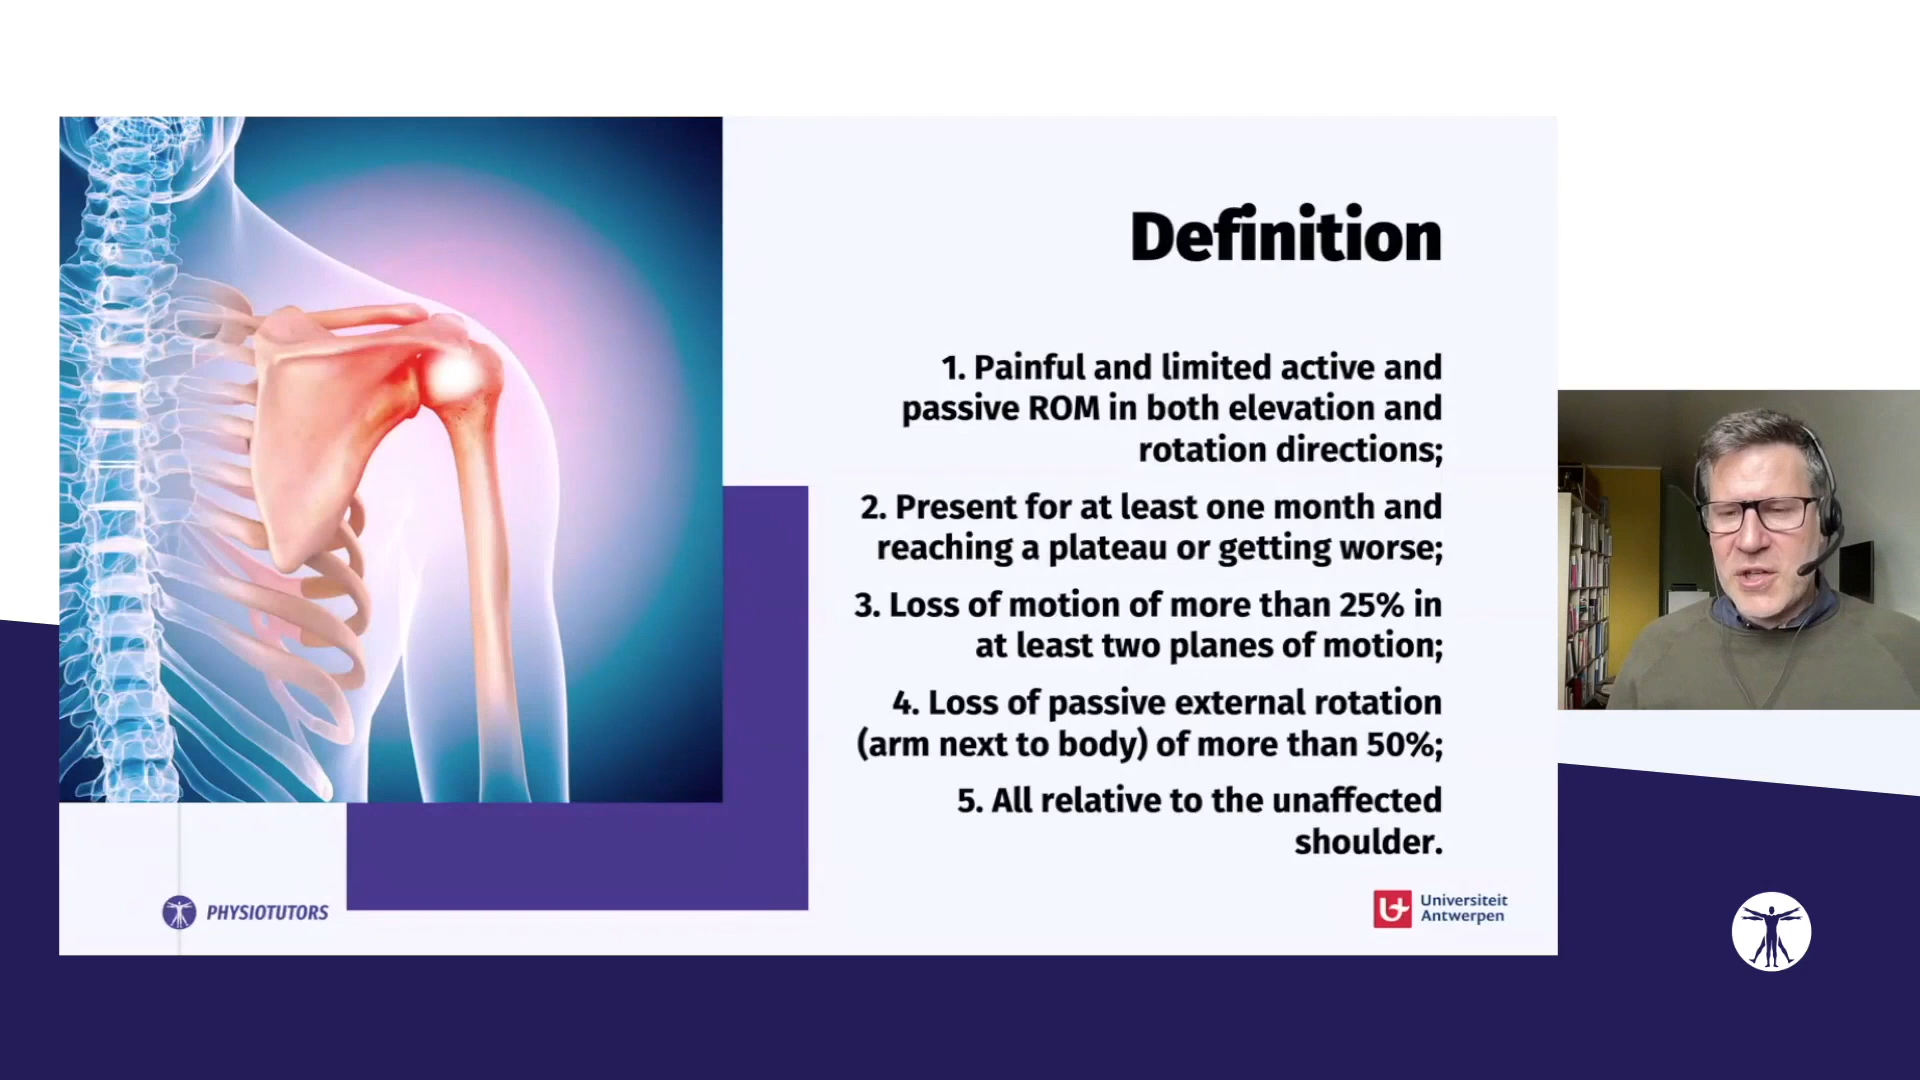 Definition
1. Painful and limited active and
passive ROM in both elevation and
rotation directions;
2. Present for at least one month and
reaching a plateau or getting worse;
3. Loss of motion of more than 25% in
at least two planes of motion;
4. Loss of passive external rotation
(arm next to body) of more than 50%;
5. All relative to the unaffected
shoulder.
PHYSIOTUTORS
Universiteit
Antwerpen